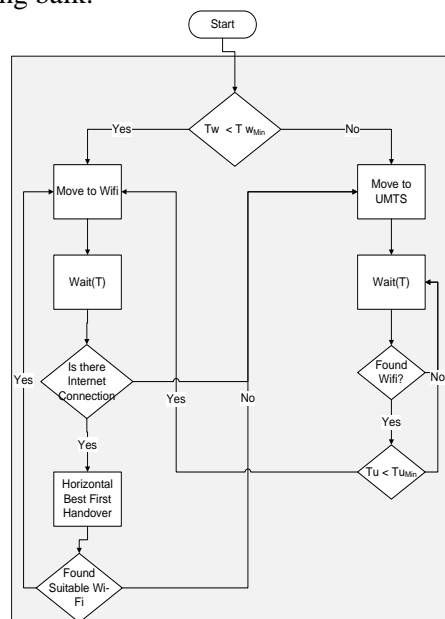 Start
Tw < T wMin
Yes
No
Move to Wifi
Move to
UMTS
Wait(T)
Wait(T)
Is there
Internet
Connection
Found
Wifi?
Yes
Yes
No
No
Yes
Yes
Tu < TuMin
Horizontal
Best First
Handover
Found
Suitable Wi-
Fi